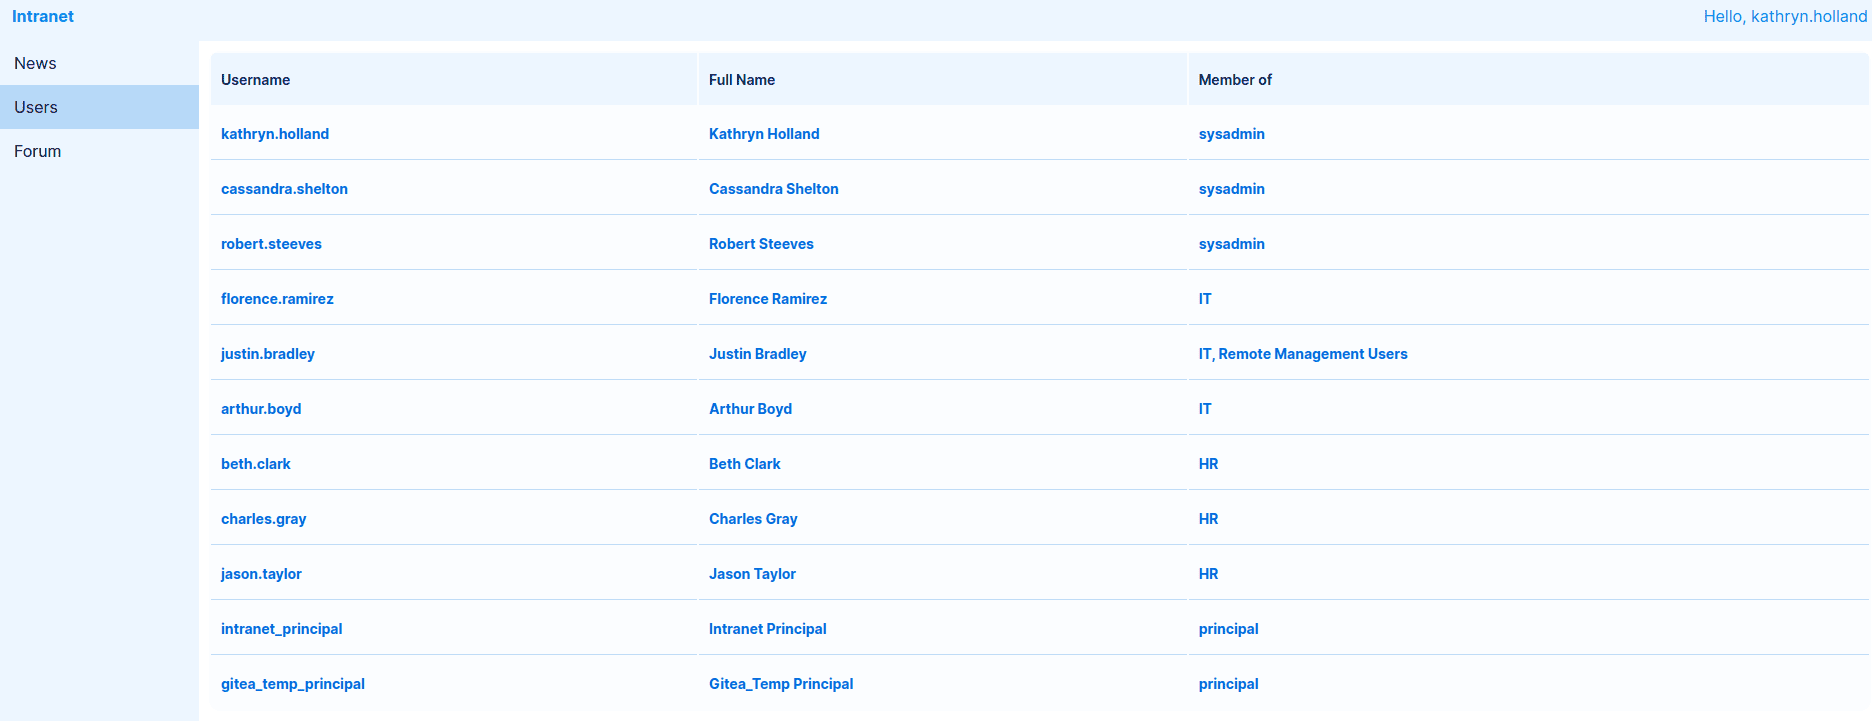 Intranet Hello, kathryn.holland
News
Users
Forum
Username Full Name Member of
kathryn.holland Kathryn Holland sysadmin
cassandra.shelton Cassandra Shelton sysadmin
robert.steeves Robert Steeves sysadmin
florence.ramirez Florence Ramirez IT
justin.bradley Justin Bradley IT, Remote Management Users
arthur.boyd Arthur Boyd IT
beth.clark Beth Clark HR
charles.gray Charles Gray HR
jason.taylor Jason Taylor HR
intranet_principal Intranet Principal principal
gitea_temp_principal Gitea_Temp Principal principal